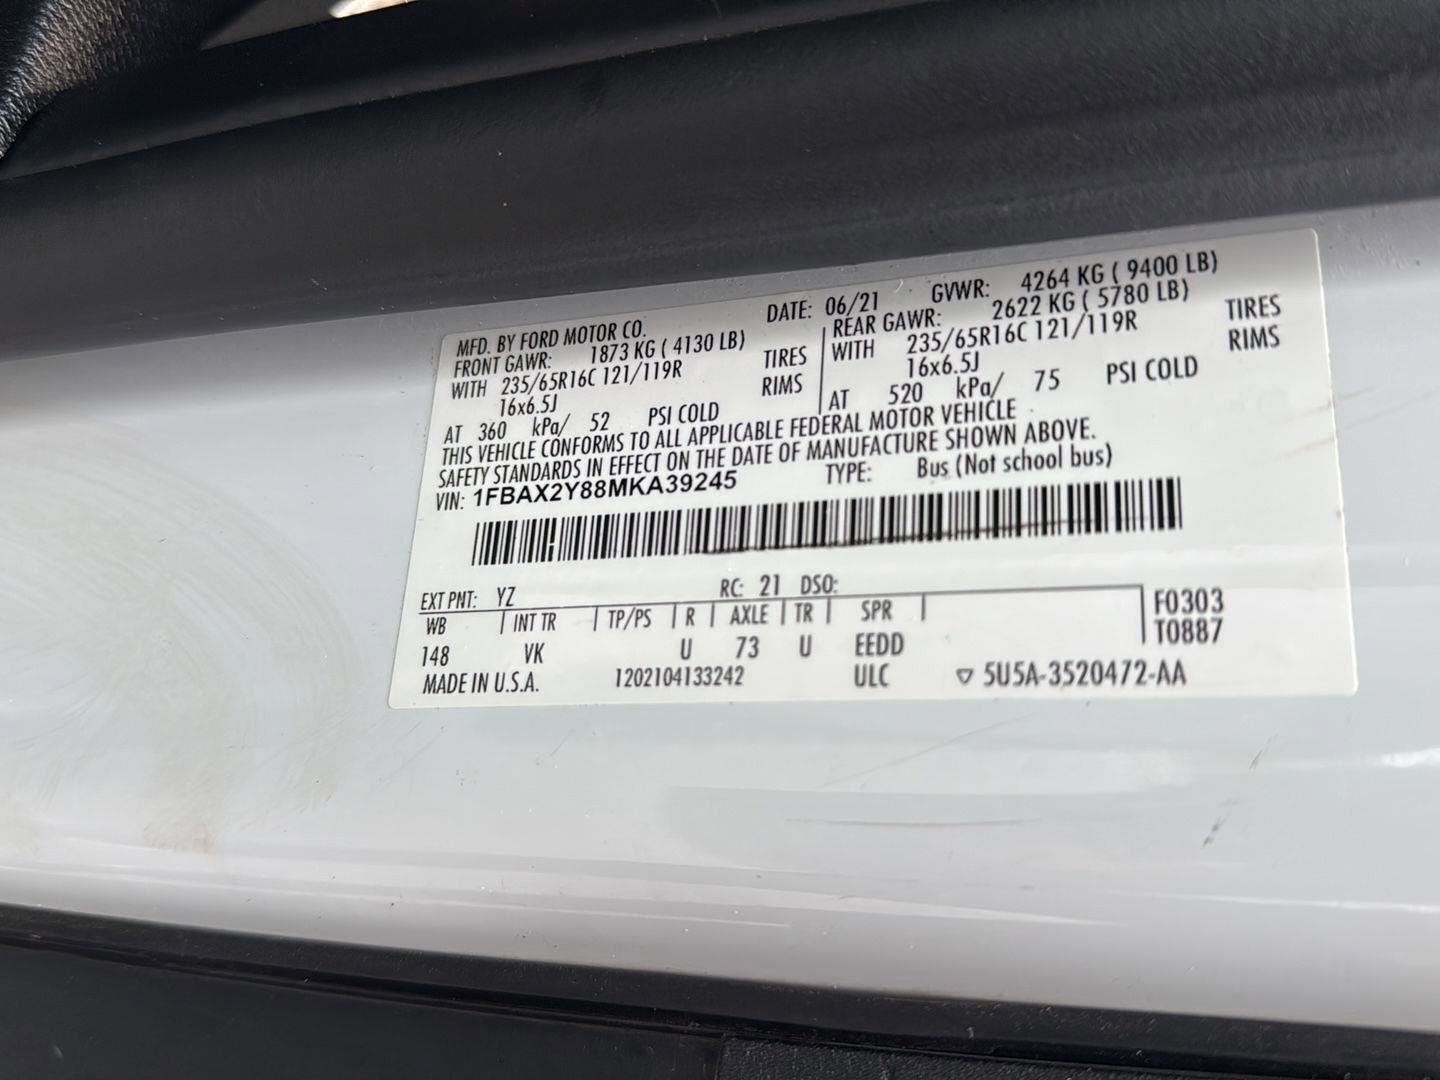 MFD. BY FORD MOTOR CO. DATE: 06/21 GVWR: 4264 KG ( 9400 LB)
FRONT GAWR: 1873 KG ( 4130 LB) REAR GAWR: 2622 KG ( 5780 LB)
WITH 235/65R16C 121/119R TIRES WITH 235/65R16C 121/119R TIRES
16x6.5J RIMS 16x6.5J RIMS
AT 360 kPa/ 52 PSI COLD AT 520 kPa/ 75 PSI COLD
THIS VEHICLE CONFORMS TO ALL APPLICABLE FEDERAL MOTOR VEHICLE
SAFETY STANDARDS IN EFFECT ON THE DATE OF MANUFACTURE SHOWN ABOVE.
VIN: 1FBAX2Y88MKA39245 TYPE: Bus (Not school bus)
EXT PNT: YZ RC: 21 DSO:
WB INT TR TP/PS R AXLE TR SPR F0303
148 VK U 73 U EEDD T0887
MADE IN U.S.A. 1202104133242 ULC ▽ 5U5A-3520472-AA